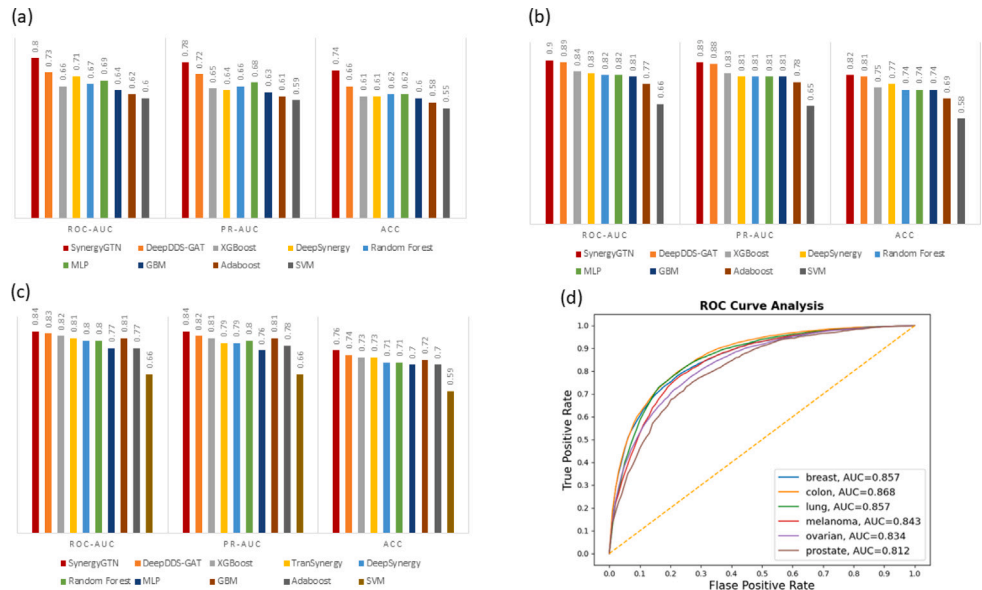 (a)
0.8 0.73 0.66 0.71 0.67 0.69 0.64 0.62 0.6
0.78 0.72 0.65 0.64 0.66 0.68 0.63 0.61 0.59
0.74 0.66 0.61 0.61 0.62 0.62 0.6 0.58 0.55
ROC-AUC PR-AUC ACC
SynergyGTN DeepDDS-GAT XGBoost DeepSynergy Random Forest
MLP GBM Adaboost SVM
(b)
0.9 0.89 0.84 0.83 0.82 0.82 0.81 0.77 0.66
0.89 0.88 0.83 0.81 0.81 0.81 0.81 0.78 0.65
0.82 0.81 0.75 0.77 0.74 0.74 0.74 0.69 0.58
ROC-AUC PR-AUC ACC
SynergyGTN DeepDDS-GAT XGBoost DeepSynergy Random Forest
MLP GBM Adaboost SVM
(c)
0.84 0.83 0.82 0.81 0.8 0.8 0.77 0.81 0.77 0.66
0.84 0.82 0.81 0.79 0.79 0.8 0.76 0.81 0.78 0.66
0.76 0.74 0.73 0.73 0.71 0.71 0.7 0.72 0.7 0.59
ROC-AUC PR-AUC ACC
SynergyGTN DeepDDS-GAT XGBoost TranSynergy DeepSynergy
Random Forest MLP GBM Adaboost SVM
(d)
ROC Curve Analysis
True Positive Rate
1.0
0.9
0.8
0.7
0.6
0.5
0.4
0.3
0.2
0.1
0.0
breast, AUC=0.857
colon, AUC=0.868
lung, AUC=0.857
melanoma, AUC=0.843
ovarian, AUC=0.834
prostate, AUC=0.812
0.0 0.1 0.2 0.3 0.4 0.5 0.6 0.7 0.8 0.9 1.0
Flase Positive Rate